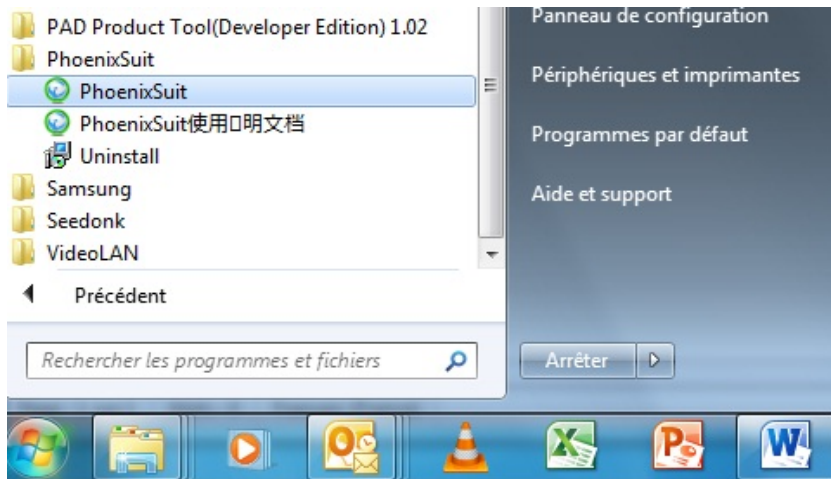 PAD Product Tool(Developer Edition) 1.02
PhoenixSuit
PhoenixSuit
PhoenixSuit使用▯明文档
Uninstall
Samsung
Seedonk
VideoLAN
Précédent
Rechercher les programmes et fichiers
Panneau de configuration
Périphériques et imprimantes
Programmes par défaut
Aide et support
Arrêter